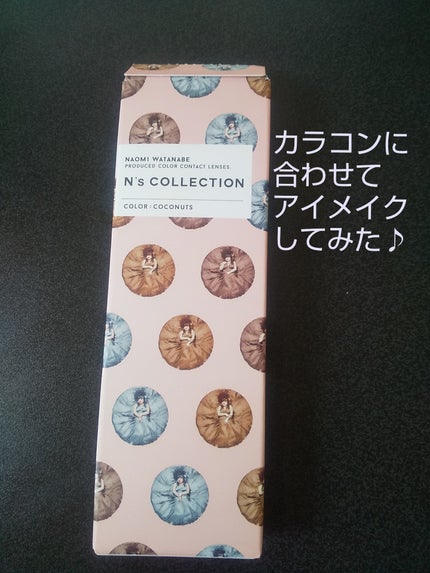 NAOMI WATANABE
PRODUCED COLOR CONTACT LENSES.
N's COLLECTION
COLOR : COCONUTS
カラコンに
合わせて
アイメイク
してみた♪